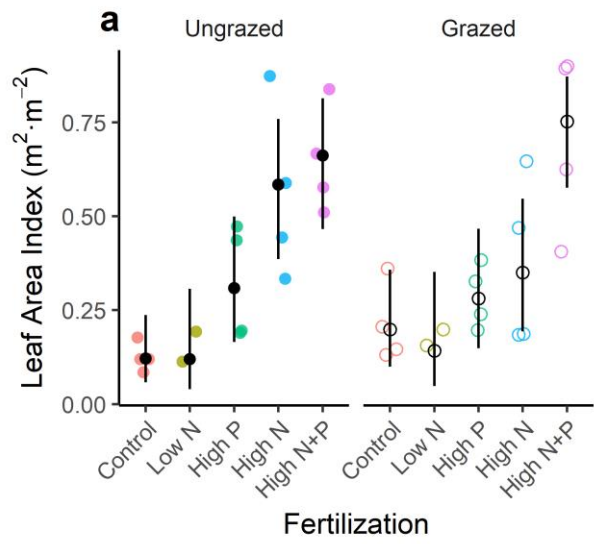 a
Ungrazed
Grazed
Leaf Area Index (m²·m⁻²)
0.75
0.50
0.25
0.00
Control
Low N
High P
High N
High N+P
Control
Low N
High P
High N
High N+P
Fertilization